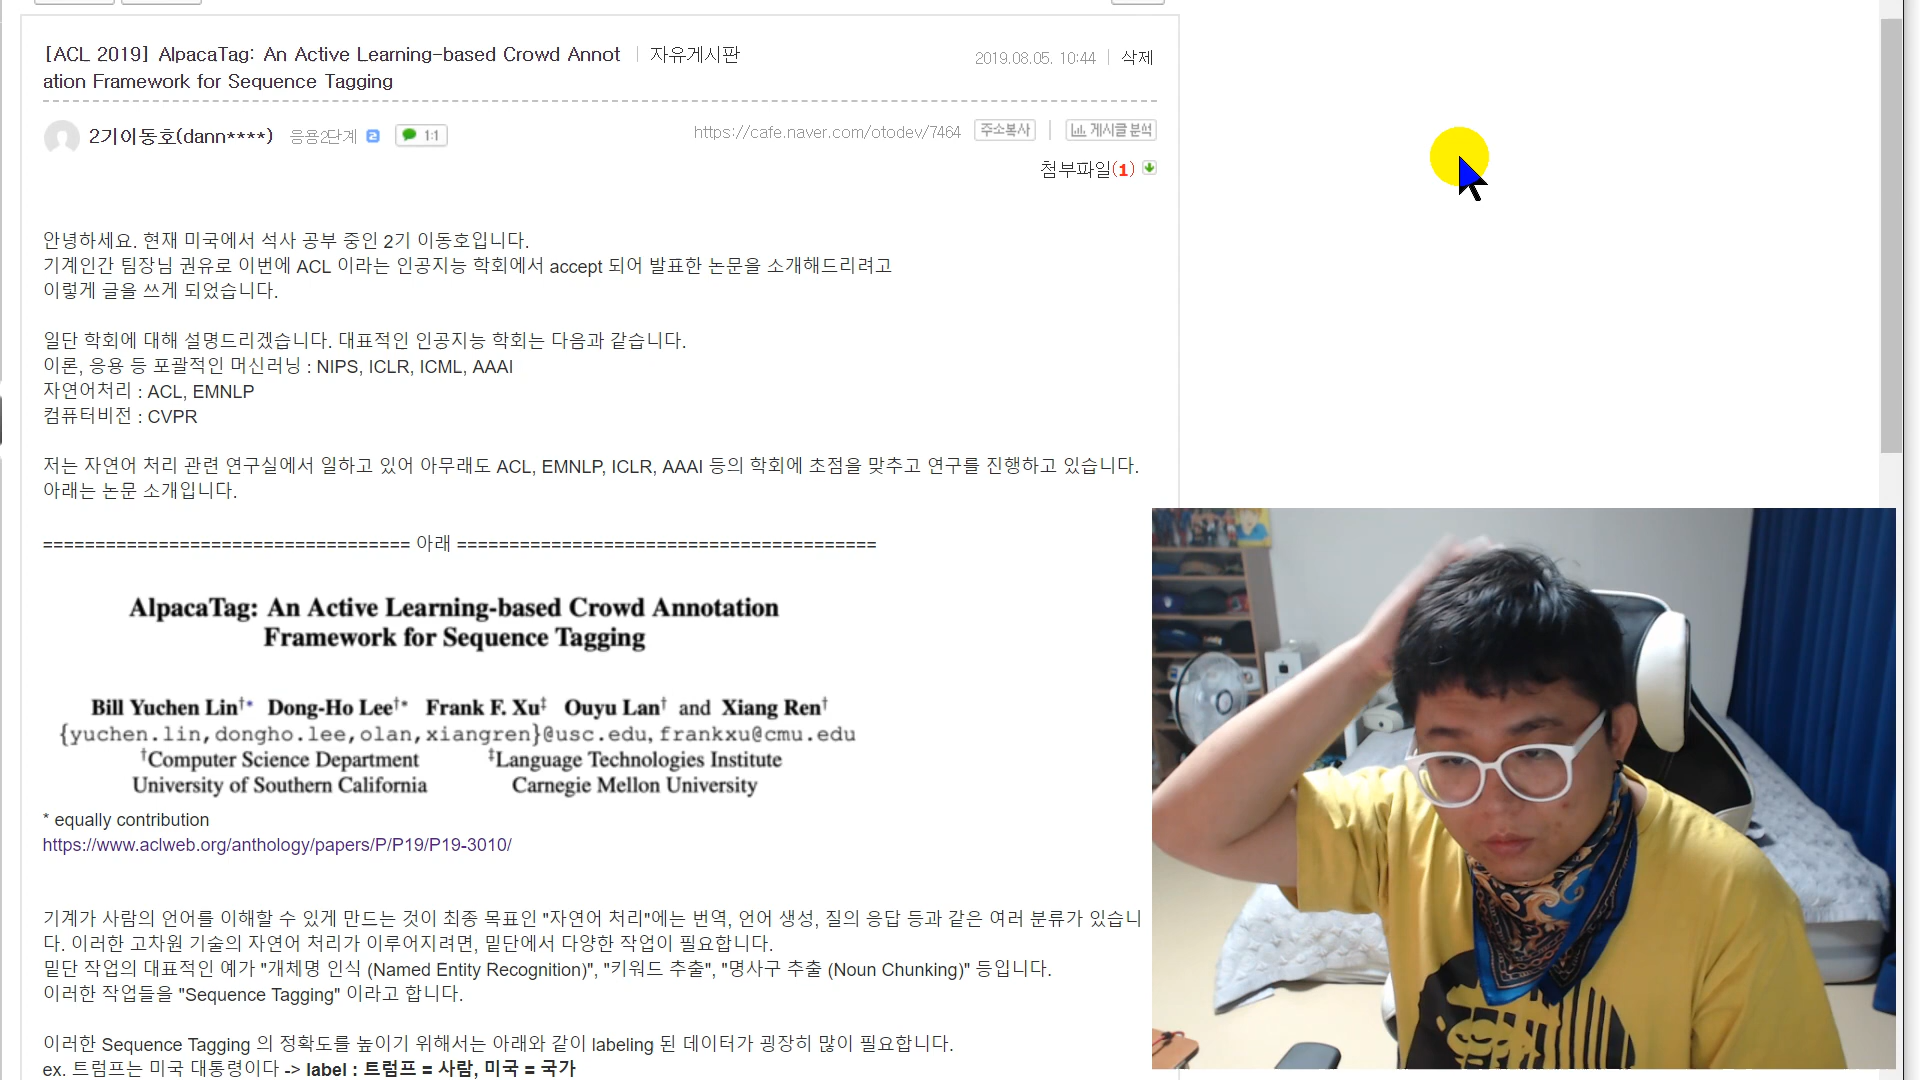 [ACL 2019] AlpacaTag: An Active Learning-based Crowd Annot
ation Framework for Sequence Tagging
자유게시판
2019.08.05. 10:44
삭제
2기이동호(dann****)
응용2단계
1:1
https://cafe.naver.com/otodev/7464
주소복사
게시글 분석
첨부파일(1)
안녕하세요. 현재 미국에서 석사 공부 중인 2기 이동호입니다.
기계인간 팀장님 권유로 이번에 ACL 이라는 인공지능 학회에서 accept 되어 발표한 논문을 소개해드리려고
이렇게 글을 쓰게 되었습니다.
일단 학회에 대해 설명드리겠습니다. 대표적인 인공지능 학회는 다음과 같습니다.
이론, 응용 등 포괄적인 머신러닝 : NIPS, ICLR, ICML, AAAI
자연어처리 : ACL, EMNLP
컴퓨터비전 : CVPR
저는 자연어 처리 관련 연구실에서 일하고 있어 아무래도 ACL, EMNLP, ICLR, AAAI 등의 학회에 초점을 맞추고 연구를 진행하고 있습니다.
아래는 논문 소개입니다.
=================================== 아래 ========================================
AlpacaTag: An Active Learning-based Crowd Annotation
Framework for Sequence Tagging
Bill Yuchen Lin†* Dong-Ho Lee†* Frank F. Xu‡ Ouyu Lan† and Xiang Ren†
{yuchen.lin,dongho.lee,olan,xiangren}@usc.edu,frankxu@cmu.edu
†Computer Science Department ‡Language Technologies Institute
University of Southern California Carnegie Mellon University
* equally contribution
https://www.aclweb.org/anthology/papers/P/P19/P19-3010/
기계가 사람의 언어를 이해할 수 있게 만드는 것이 최종 목표인 "자연어 처리"에는 번역, 언어 생성, 질의 응답 등과 같은 여러 분류가 있습니
다. 이러한 고차원 기술의 자연어 처리가 이루어지려면, 밑단에서 다양한 작업이 필요합니다.
밑단 작업의 대표적인 예가 "개체명 인식 (Named Entity Recognition)", "키워드 추출", "명사구 추출 (Noun Chunking)" 등입니다.
이러한 작업들을 "Sequence Tagging" 이라고 합니다.
이러한 Sequence Tagging 의 정확도를 높이기 위해서는 아래와 같이 labeling 된 데이터가 굉장히 많이 필요합니다.
ex. 트럼프는 미국 대통령이다 -> label : 트럼프 = 사람, 미국 = 국가